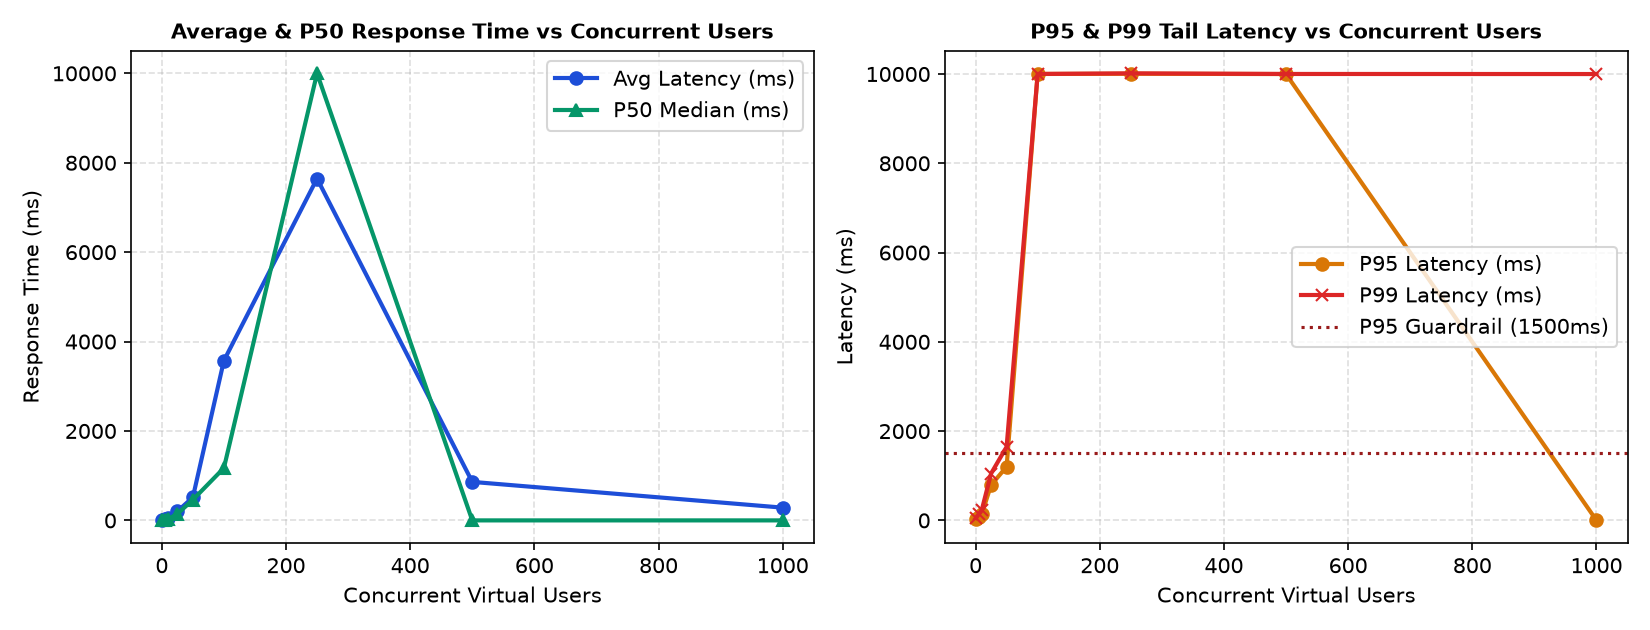 Average & P50 Response Time vs Concurrent Users
Response Time (ms)
10000
8000
6000
4000
2000
0
Avg Latency (ms)
P50 Median (ms)
0 200 400 600 800 1000
Concurrent Virtual Users
P95 & P99 Tail Latency vs Concurrent Users
Latency (ms)
10000
8000
6000
4000
2000
0
P95 Latency (ms)
P99 Latency (ms)
P95 Guardrail (1500ms)
0 200 400 600 800 1000
Concurrent Virtual Users